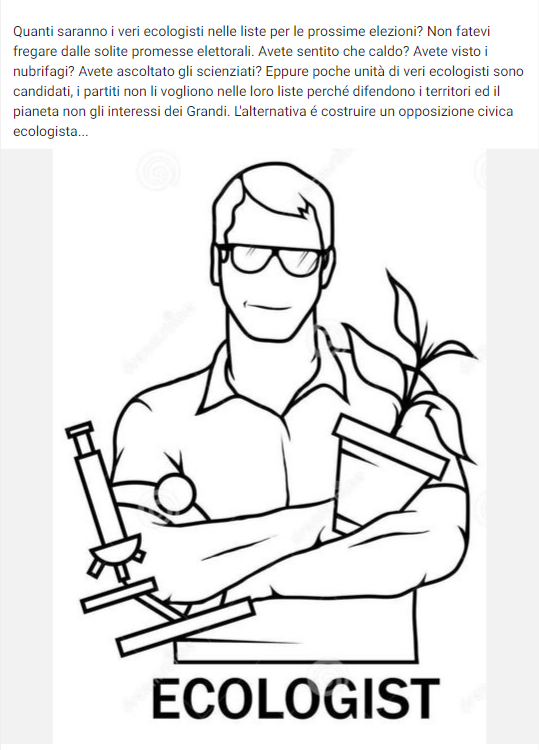 Quanti saranno i veri ecologisti nelle liste per le prossime elezioni? Non fatevi
fregare dalle solite promesse elettorali. Avete sentito che caldo? Avete visto i
nubrifagi? Avete ascoltato gli scienziati? Eppure poche unità di veri ecologisti sono
candidati, i partiti non li vogliono nelle loro liste perché difendono i territori ed il
pianeta non gli interessi dei Grandi. L'alternativa é costruire un opposizione civica
ecologista...
ECOLOGIST